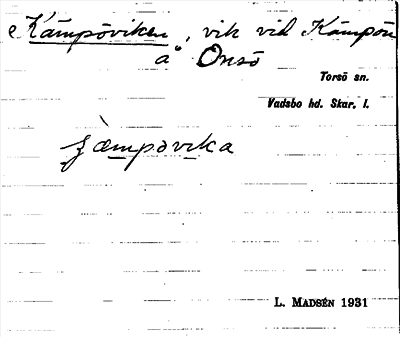 Kämpöviken, vik vid Kämpön
å Onsö
Torsö sn.
Vadsbo hd. Skar. l.
L. MADSÉN 1931